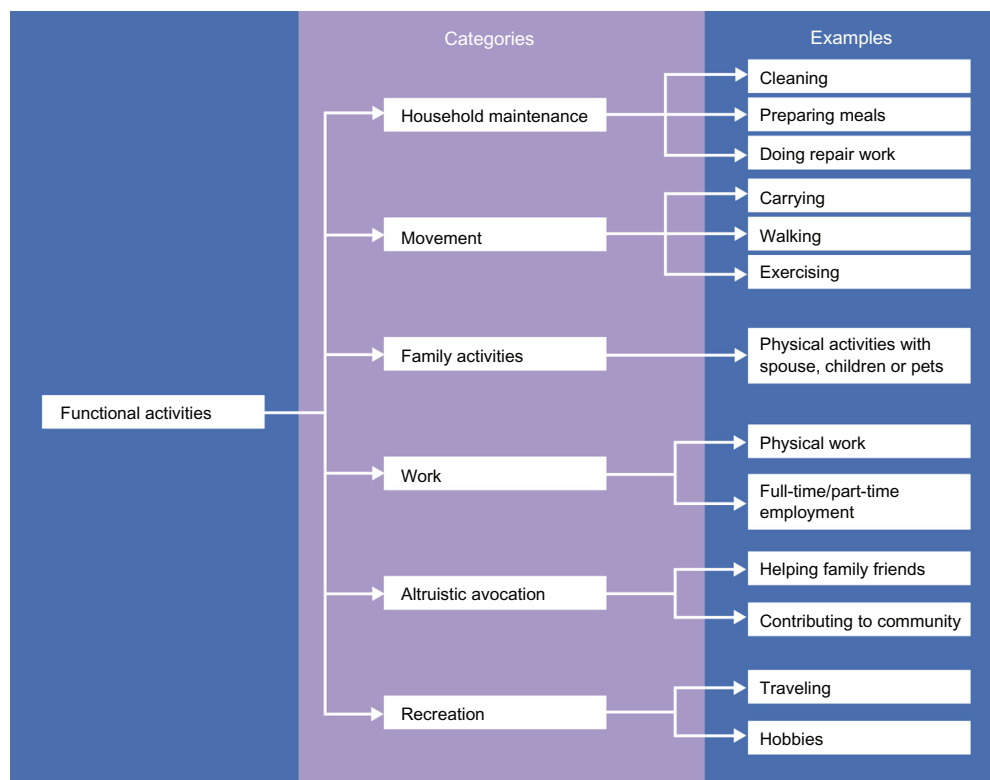 Categories
Examples
Functional activities
Household maintenance
Cleaning
Preparing meals
Doing repair work
Movement
Carrying
Walking
Exercising
Family activities
Physical activities with
spouse, children or pets
Work
Physical work
Full-time/part-time
employment
Altruistic avocation
Helping family friends
Contributing to community
Recreation
Traveling
Hobbies